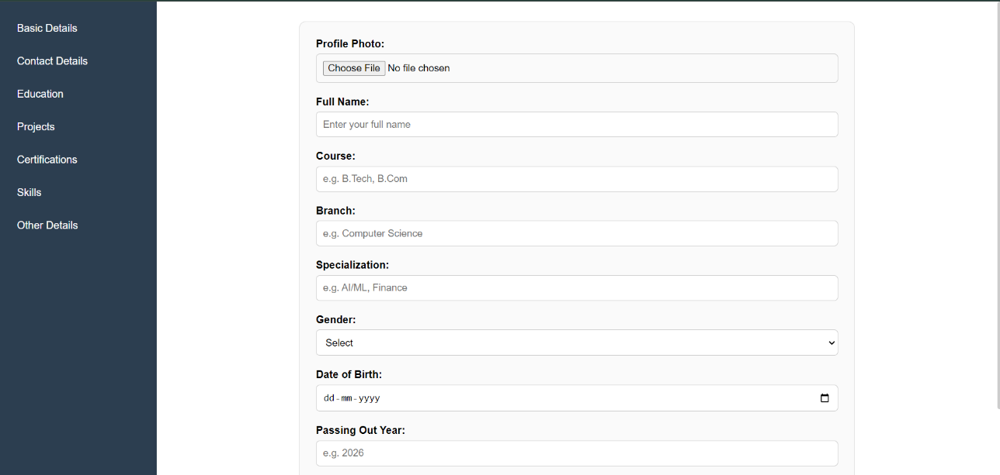 Basic Details
Contact Details
Education
Projects
Certifications
Skills
Other Details
Profile Photo:
Choose File No file chosen
Full Name:
Enter your full name
Course:
e.g. B.Tech, B.Com
Branch:
e.g. Computer Science
Specialization:
e.g. AI/ML, Finance
Gender:
Select
Date of Birth:
dd-mm-yyyy
Passing Out Year:
e.g. 2026